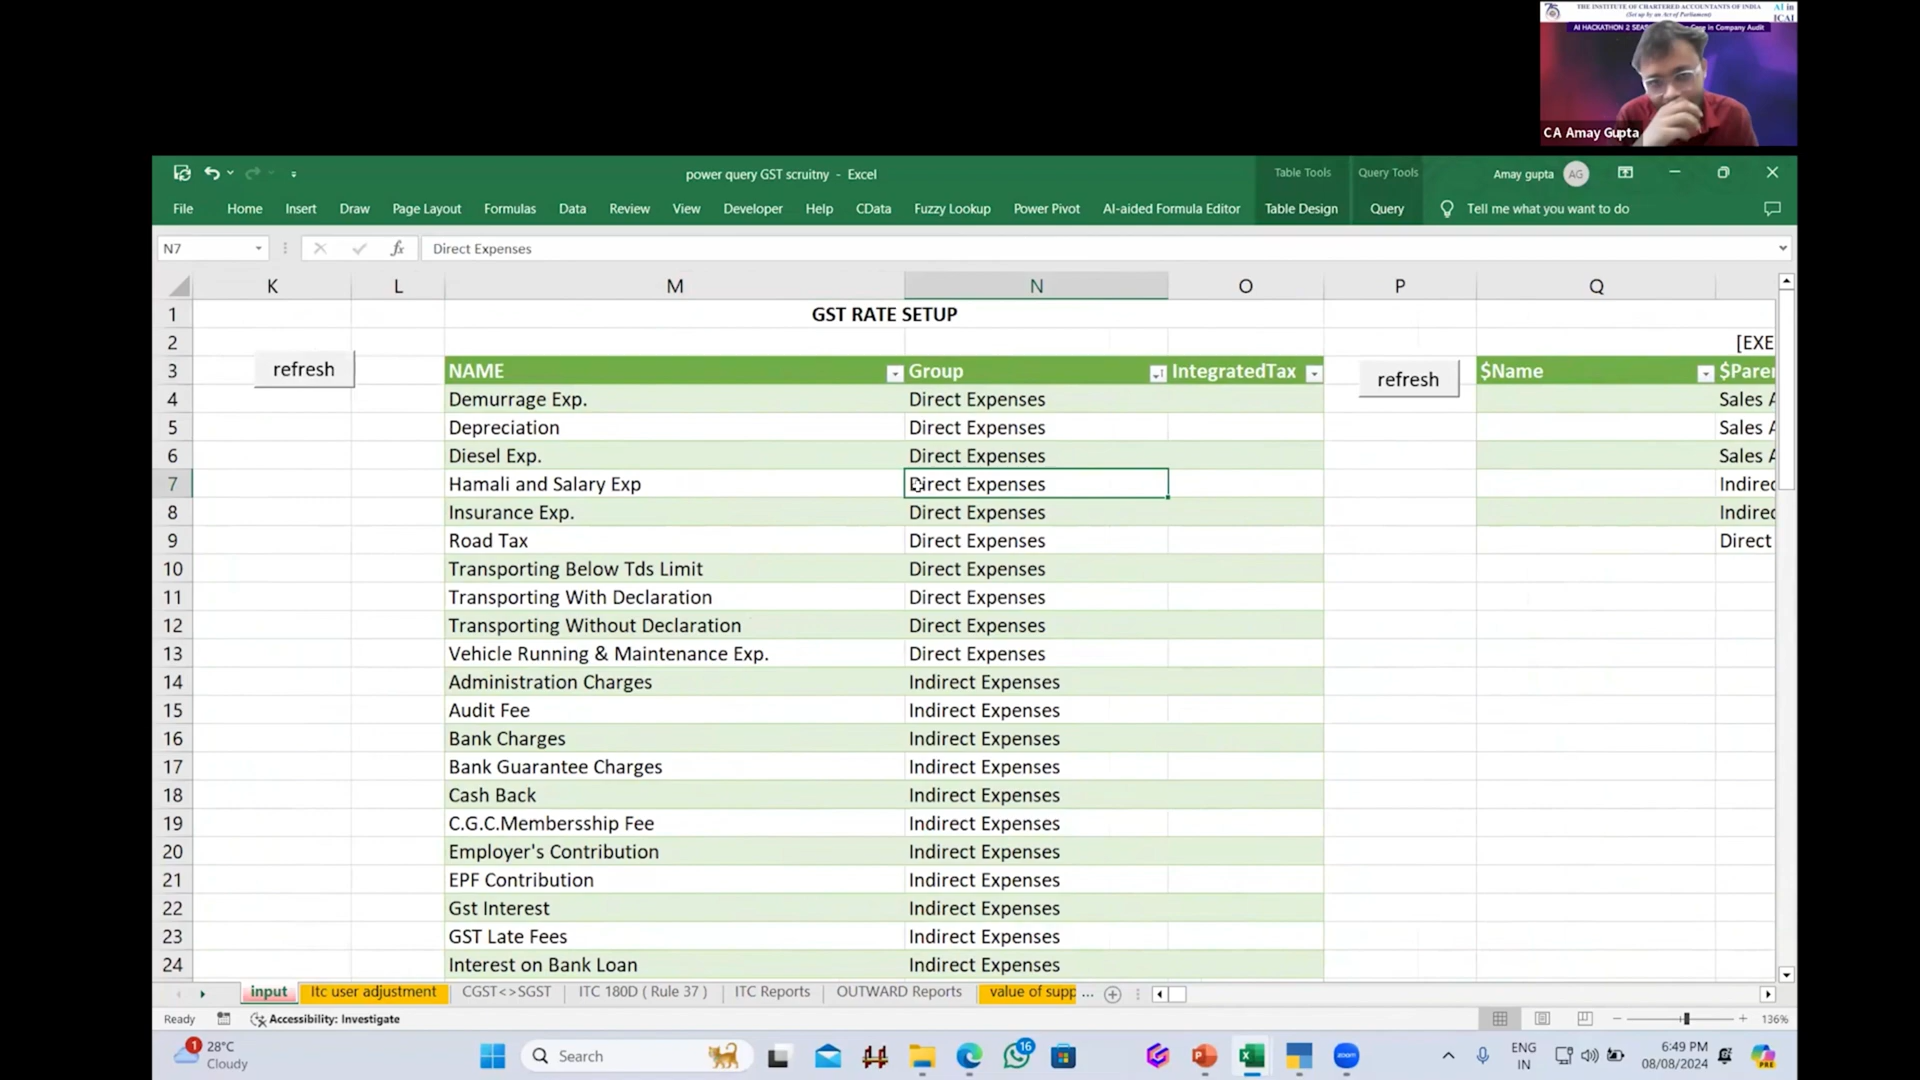 THE INSTITUTE OF CHARTERED ACCOUNTANTS OF INDIA
(Set up by an Act of Parliament)
AI in
ICAI
AI HACKATHON 2
in Company Audit
CA Amay Gupta
power query GST scruitny - Excel
Table Tools
Query Tools
Amay gupta
AG
File
Home
Insert
Draw
Page Layout
Formulas
Data
Review
View
Developer
Help
CData
Fuzzy Lookup
Power Pivot
AI-aided Formula Editor
Table Design
Query
Tell me what you want to do
N7
fx
Direct Expenses
K L M N O P Q
1 GST RATE SETUP
2 [EXE
3 refresh NAME Group IntegratedTax refresh $Name $Parer
4 Demurrage Exp. Direct Expenses Sales A
5 Depreciation Direct Expenses Sales A
6 Diesel Exp. Direct Expenses Sales A
7 Hamali and Salary Exp Direct Expenses Indirec
8 Insurance Exp. Direct Expenses Indirec
9 Road Tax Direct Expenses Direct
10 Transporting Below Tds Limit Direct Expenses
11 Transporting With Declaration Direct Expenses
12 Transporting Without Declaration Direct Expenses
13 Vehicle Running & Maintenance Exp. Direct Expenses
14 Administration Charges Indirect Expenses
15 Audit Fee Indirect Expenses
16 Bank Charges Indirect Expenses
17 Bank Guarantee Charges Indirect Expenses
18 Cash Back Indirect Expenses
19 C.G.C.Membersship Fee Indirect Expenses
20 Employer's Contribution Indirect Expenses
21 EPF Contribution Indirect Expenses
22 Gst Interest Indirect Expenses
23 GST Late Fees Indirect Expenses
24 Interest on Bank Loan Indirect Expenses
input
Itc user adjustment
CGST<>SGST
ITC 180D ( Rule 37 )
ITC Reports
OUTWARD Reports
value of supp ...
Ready
Accessibility: Investigate
136%
1
28°C
Cloudy
Search
16
zoom
ENG
IN
6:49 PM
08/08/2024
PRE